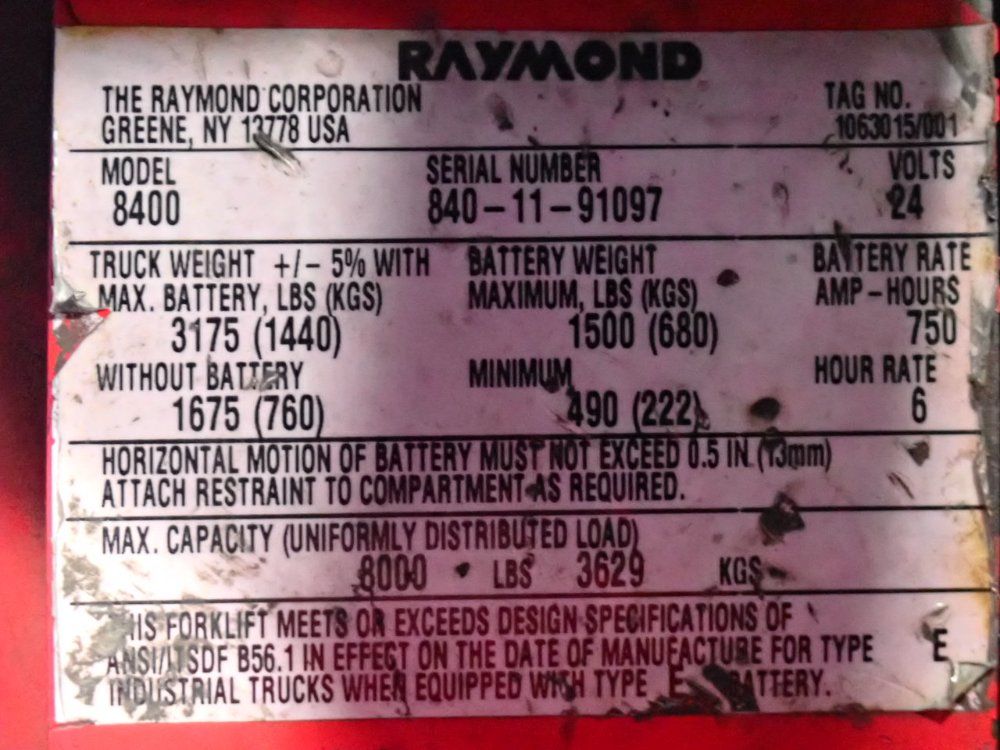 RAYMOND
THE RAYMOND CORPORATION TAG NO.
GREENE, NY 13778 USA 1063015/001
MODEL SERIAL NUMBER VOLTS
8400 840-11-91097 24
TRUCK WEIGHT +/- 5% WITH BATTERY WEIGHT BATTERY RATE
MAX. BATTERY, LBS (KGS) MAXIMUM, LBS (KGS) AMP-HOURS
3175 (1440) 1500 (680) 750
WITHOUT BATTERY MINIMUM HOUR RATE
1675 (760) 490 (222) 6
HORIZONTAL MOTION OF BATTERY MUST NOT EXCEED 0.5 IN. (13mm)
ATTACH RESTRAINT TO COMPARTMENT AS REQUIRED.
MAX. CAPACITY (UNIFORMLY DISTRIBUTED LOAD)
8000 LBS 3629 KGS
THIS FORKLIFT MEETS OR EXCEEDS DESIGN SPECIFICATIONS OF
ANSI/ITSDF B56.1 IN EFFECT ON THE DATE OF MANUFACTURE FOR TYPE E
INDUSTRIAL TRUCKS WHEN EQUIPPED WITH TYPE E BATTERY.